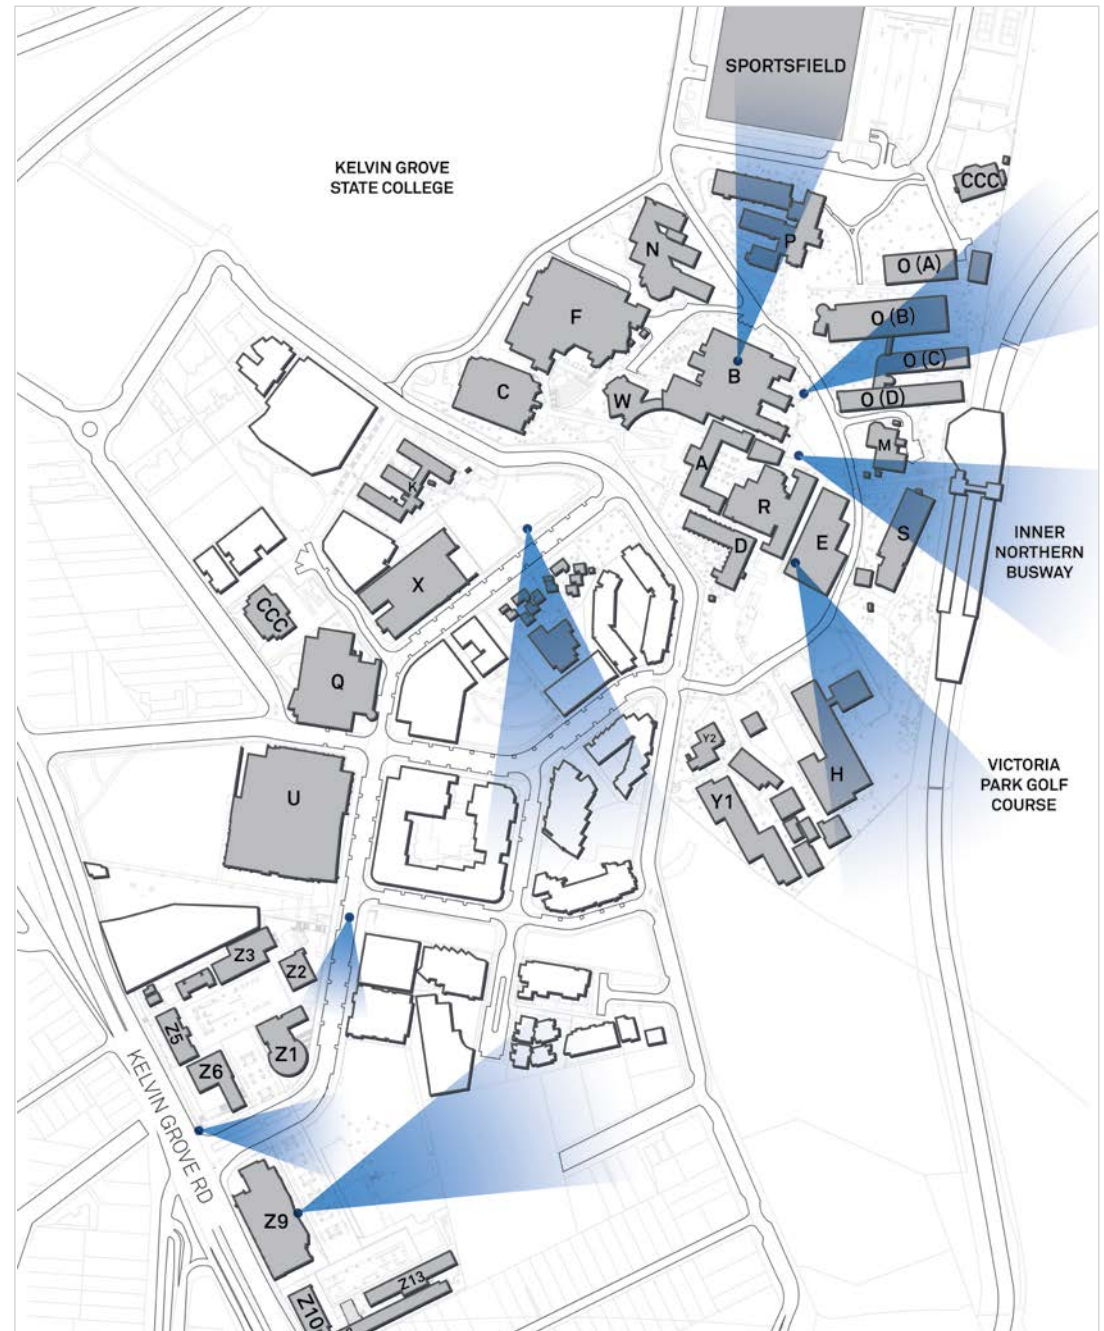 SPORTSFIELD
KELVIN GROVE
STATE COLLEGE
CCC
P
N
O (A)
F
O (B)
O (C)
B
C
W
O (D)
M
A
K
R
S
D
E
INNER
NORTHERN
BUSWAY
X
CCC
Q
Y2
H
VICTORIA
PARK GOLF
COURSE
U
Y1
Z3
Z2
Z5
Z1
Z6
KELVIN GROVE RD
Z9
Z13
Z10